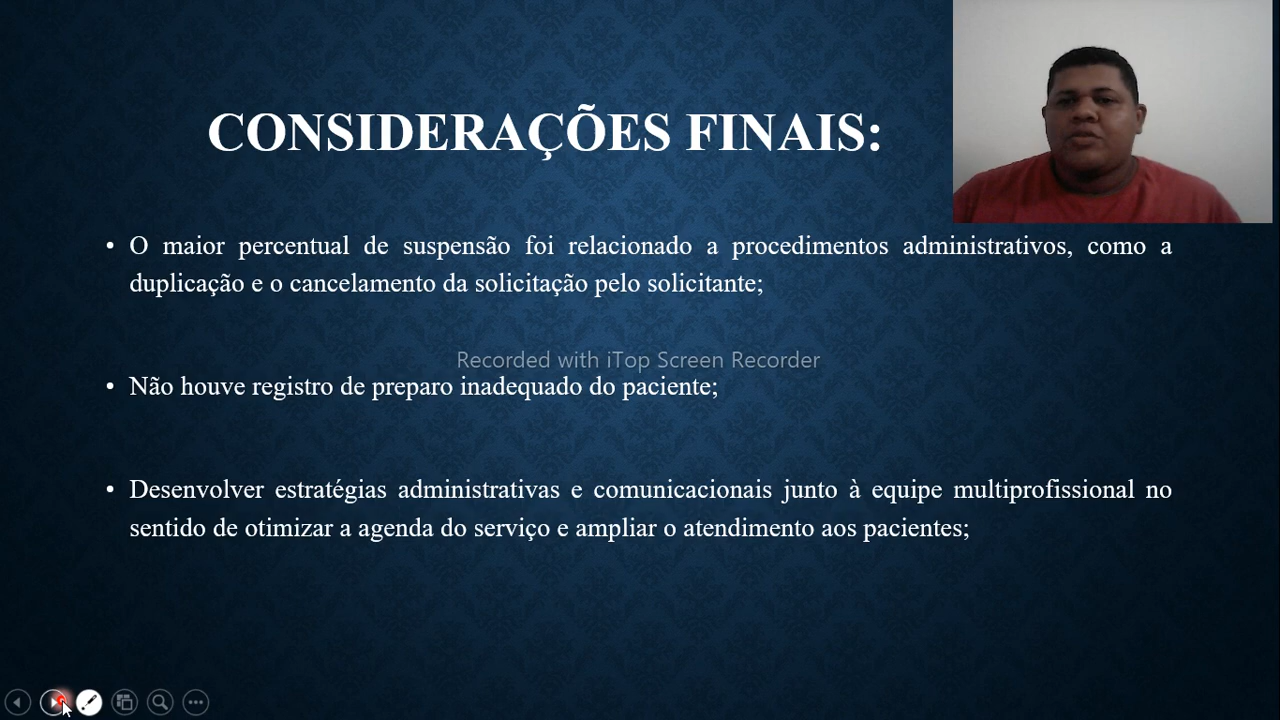 CONSIDERAÇÕES FINAIS:
• O maior percentual de suspensão foi relacionado a procedimentos administrativos, como a
duplicação e o cancelamento da solicitação pelo solicitante;
Recorded with iTop Screen Recorder
• Não houve registro de preparo inadequado do paciente;
• Desenvolver estratégias administrativas e comunicacionais junto à equipe multiprofissional no
sentido de otimizar a agenda do serviço e ampliar o atendimento aos pacientes;